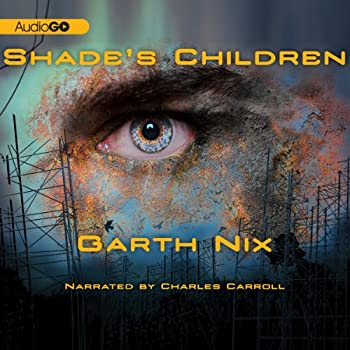 AudioGO
Shade's Children
Garth Nix
Narrated by Charles Carroll